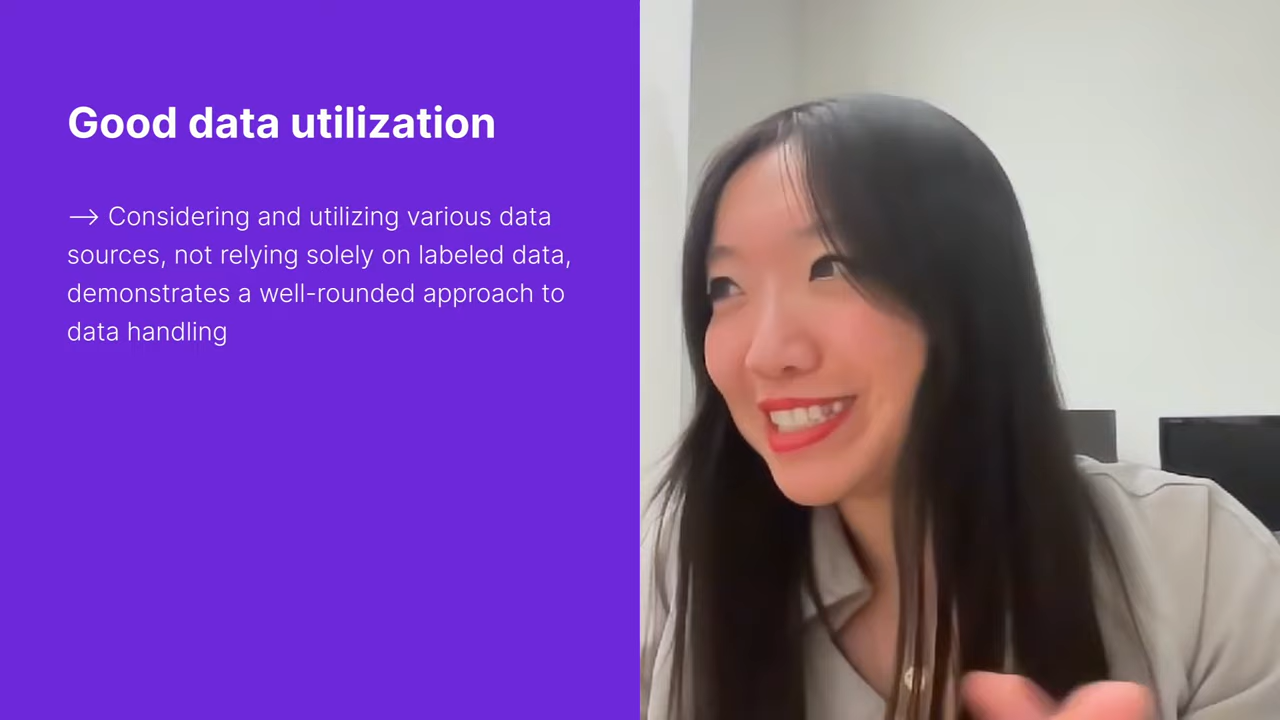 Good data utilization
→ Considering and utilizing various data
sources, not relying solely on labeled data,
demonstrates a well-rounded approach to
data handling